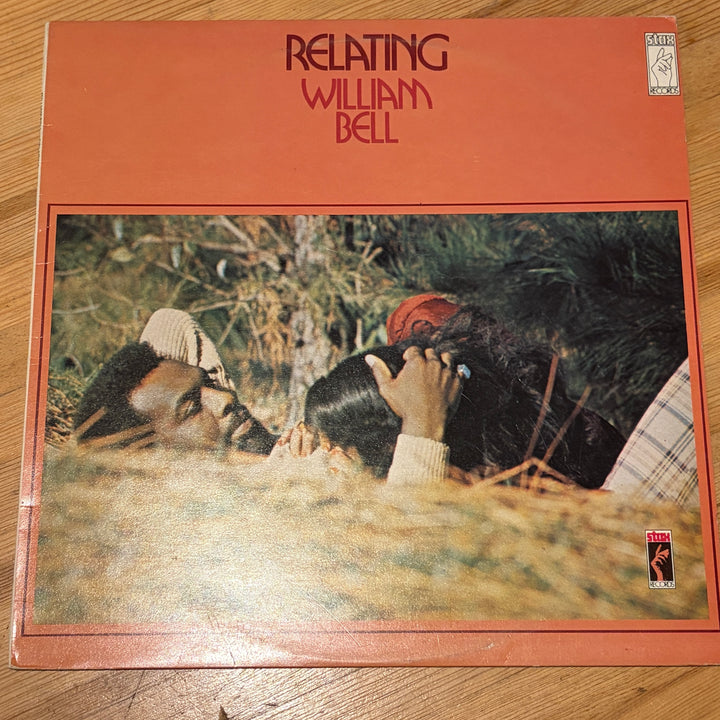 RELATING
WILLIAM
BELL
stax
RECORDS
stax
RECORDS